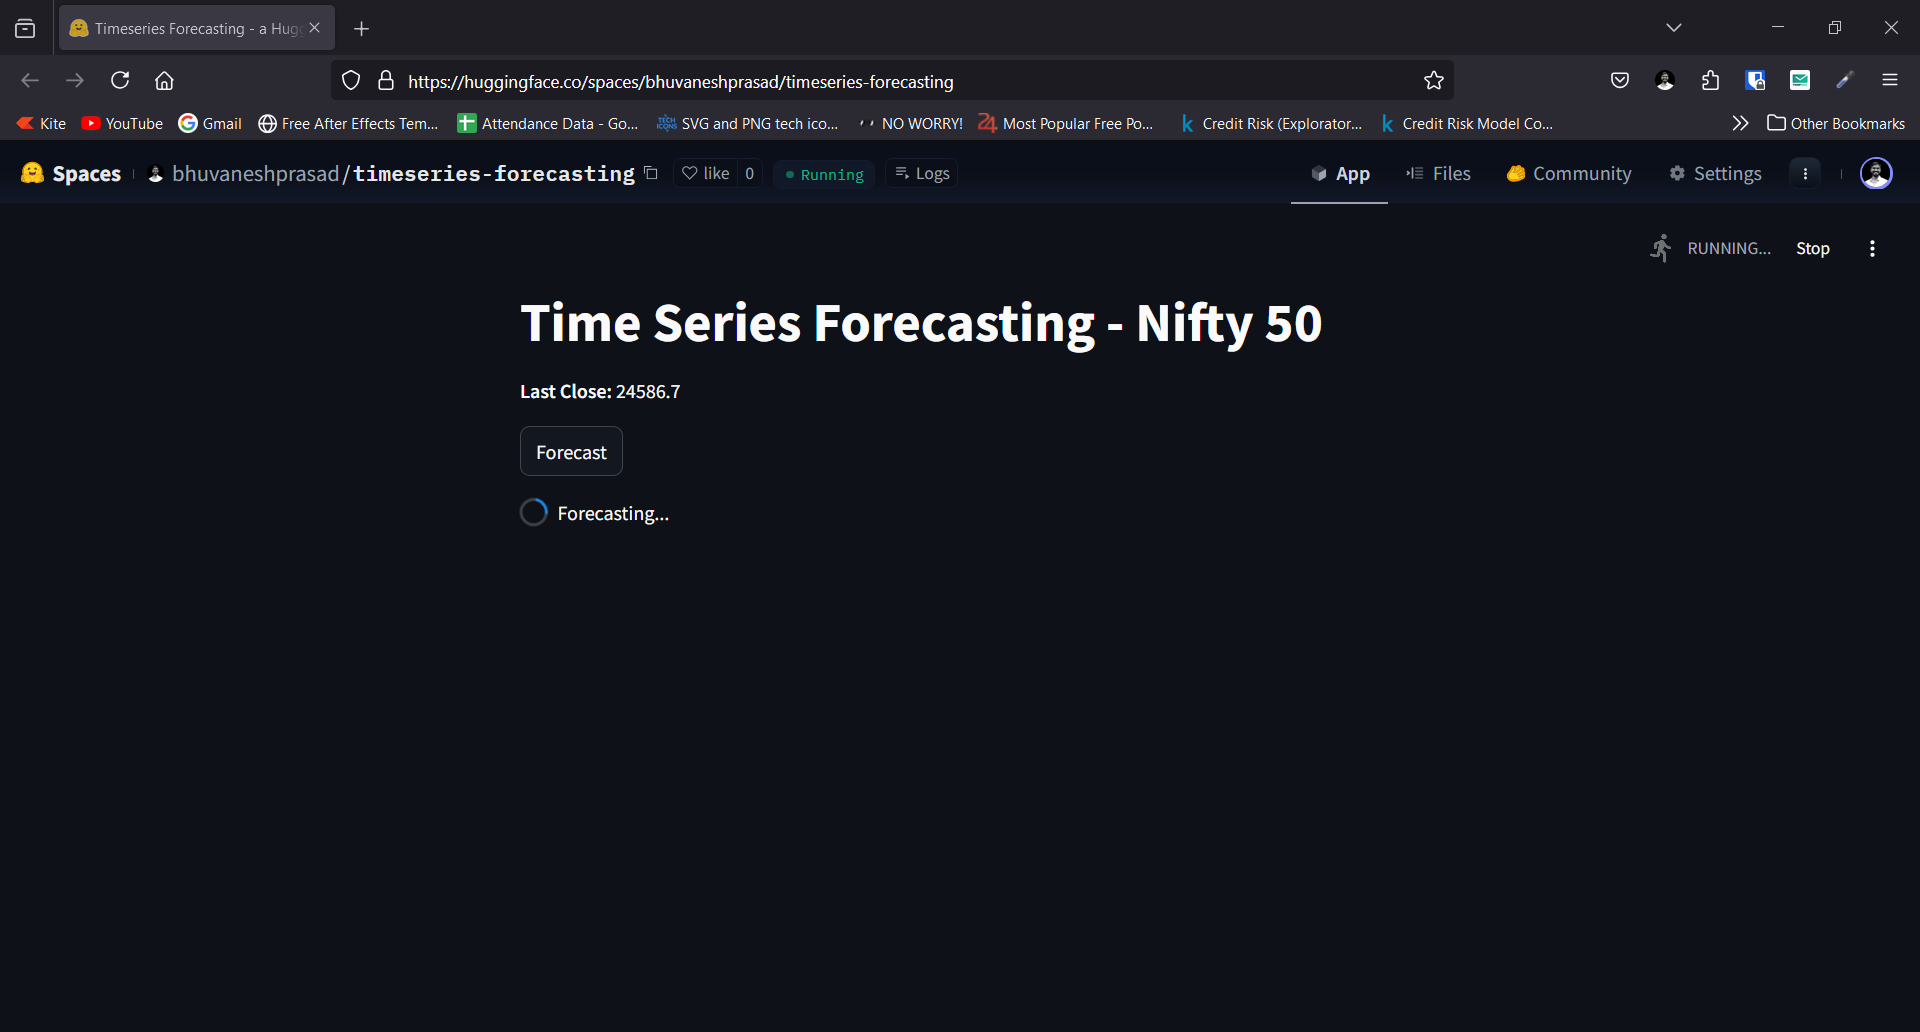 Timeseries Forecasting - a Hugg
https://huggingface.co/spaces/bhuvaneshprasad/timeseries-forecasting
Kite YouTube Gmail Free After Effects Tem... Attendance Data - Go... TECH ICONS SVG and PNG tech ico... NO WORRY! 24 Most Popular Free Po... k Credit Risk (Explorator... k Credit Risk Model Co... Other Bookmarks
Spaces bhuvaneshprasad/timeseries-forecasting like 0 Running Logs App Files Community Settings
RUNNING... Stop
Time Series Forecasting - Nifty 50
Last Close: 24586.7
Forecast
Forecasting...